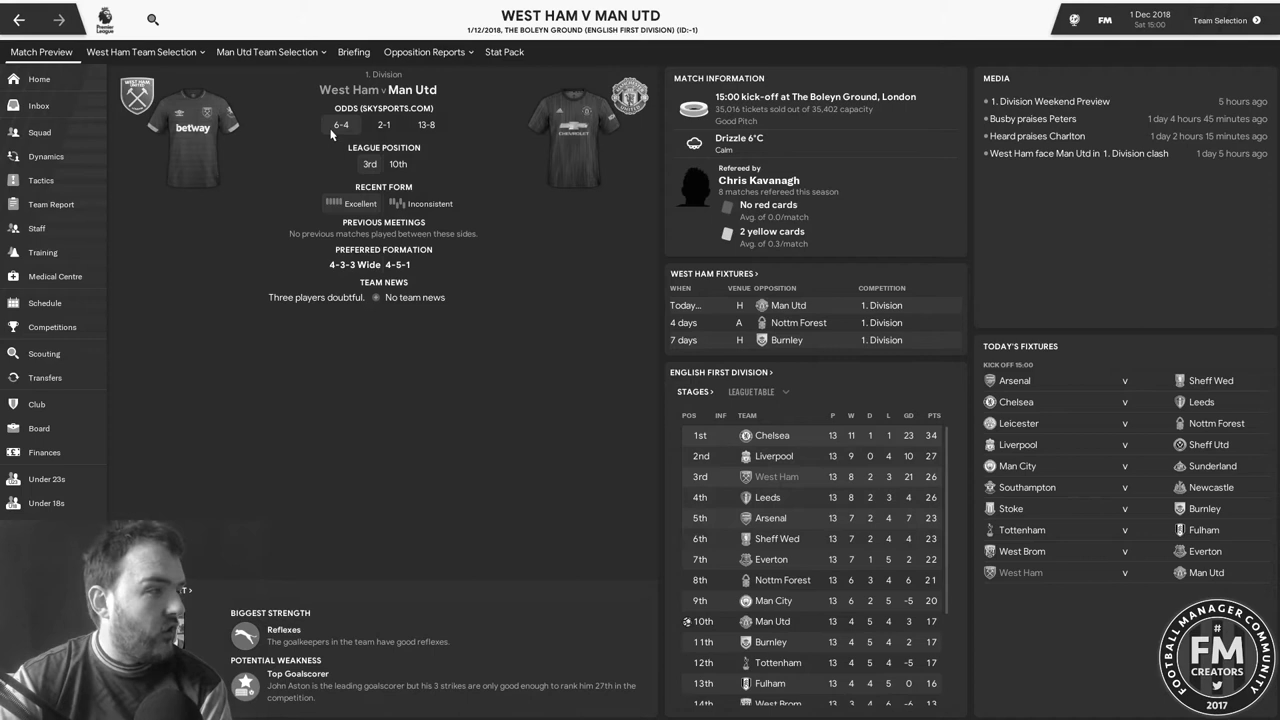 WEST HAM V MAN UTD
1/12/2018, THE BOLEYN GROUND (ENGLISH FIRST DIVISION) (ID:-1)
FM
1 Dec 2018
Sat 15:00
Team Selection
Match Preview
West Ham Team Selection
Man Utd Team Selection
Briefing
Opposition Reports
Stat Pack
Home
Inbox
Squad
Dynamics
Tactics
Team Report
Staff
Training
Medical Centre
Schedule
Competitions
Scouting
Transfers
Club
Board
Finances
Under 23s
Under 18s
1. Division
West Ham v Man Utd
ODDS (SKYSPORTS.COM)
6-4 2-1 13-8
LEAGUE POSITION
3rd 10th
RECENT FORM
Excellent Inconsistent
PREVIOUS MEETINGS
No previous matches played between these sides.
PREFERRED FORMATION
4-3-3 Wide 4-5-1
TEAM NEWS
Three players doubtful. No team news
betway
CHEVROLET
BIGGEST STRENGTH
Reflexes
The goalkeepers in the team have good reflexes.
POTENTIAL WEAKNESS
Top Goalscorer
John Aston is the leading goalscorer but his 3 strikes are only good enough to rank him 27th in the
competition.
MATCH INFORMATION
15:00 kick-off at The Boleyn Ground, London
35,016 tickets sold out of 35,402 capacity
Good Pitch
Drizzle 6°C
Calm
Refereed by
Chris Kavanagh
8 matches refereed this season
No red cards
Avg. of 0.0/match
2 yellow cards
Avg. of 0.3/match
WEST HAM FIXTURES >
WHEN VENUE OPPOSITION COMPETITION
Today... H Man Utd 1. Division
4 days A Nottm Forest 1. Division
7 days H Burnley 1. Division
ENGLISH FIRST DIVISION >
STAGES > LEAGUE TABLE
POS INF TEAM P W D L GD PTS
1st Chelsea 13 11 1 1 23 34
2nd Liverpool 13 9 0 4 10 27
3rd West Ham 13 8 2 3 21 26
4th Leeds 13 8 2 3 4 26
5th Arsenal 13 7 2 4 7 23
6th Sheff Wed 13 7 2 4 4 23
7th Everton 13 7 1 5 2 22
8th Nottm Forest 13 6 3 4 6 21
9th Man City 13 6 2 5 -5 20
10th Man Utd 13 4 5 4 3 17
11th Burnley 13 4 5 4 2 17
12th Tottenham 13 4 5 4 -5 17
13th Fulham 13 4 4 5 0 16
14th West Brom 13 3 4 6 -6 13
MEDIA
1. Division Weekend Preview 5 hours ago
Busby praises Peters 1 day 4 hours 45 minutes ago
Heard praises Charlton 1 day 2 hours 15 minutes ago
West Ham face Man Utd in 1. Division clash 1 day 5 hours ago
TODAY'S FIXTURES
KICK OFF 15:00
Arsenal v Sheff Wed
Chelsea v Leeds
Leicester v Nottm Forest
Liverpool v Sheff Utd
Man City v Sunderland
Southampton v Newcastle
Stoke v Burnley
Tottenham v Fulham
West Brom v Everton
West Ham v Man Utd
FOOTBALL MANAGER COMMUNITY
#
FM
CREATORS
2017